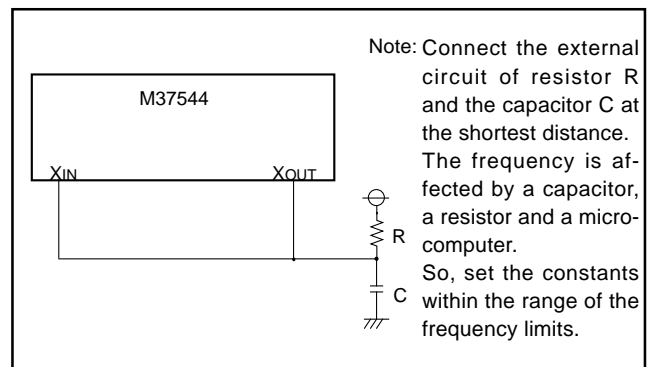 M37544
XIN
XOUT
R
C
Note: Connect the external
circuit of resistor R
and the capacitor C at
the shortest distance.
The frequency is af-
fected by a capacitor,
a resistor and a micro-
computer.
So, set the constants
within the range of the
frequency limits.